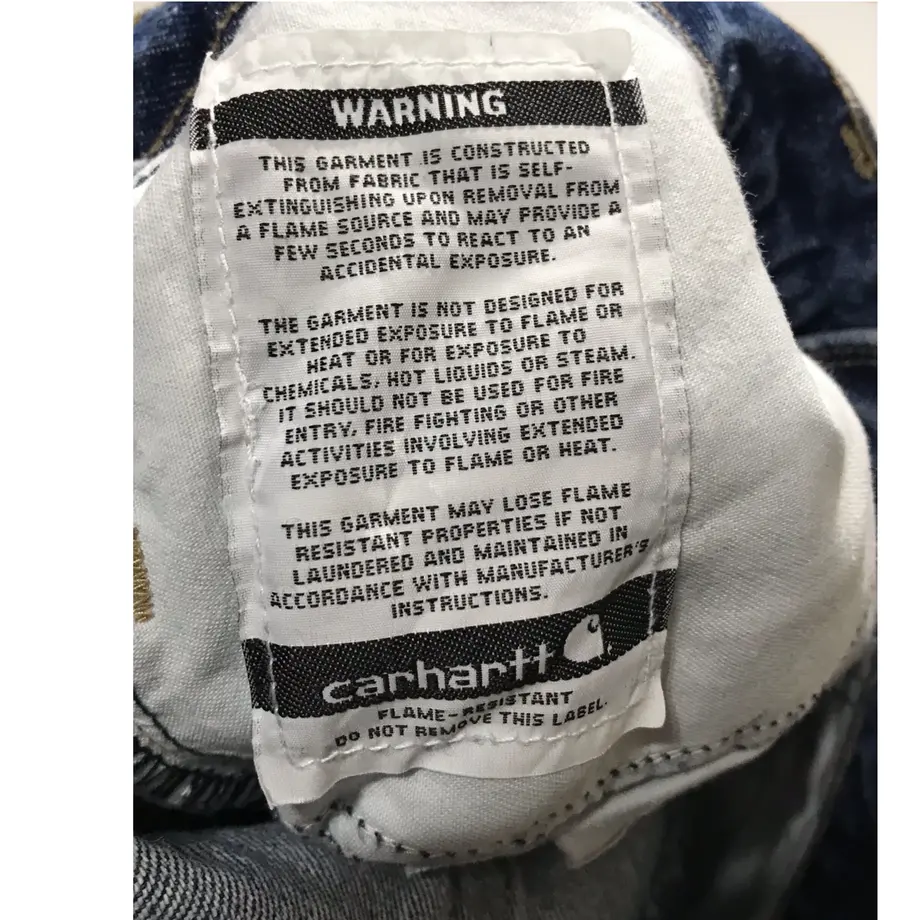 WARNING
THIS GARMENT IS CONSTRUCTED
FROM FABRIC THAT IS SELF-
EXTINGUISHING UPON REMOVAL FROM
A FLAME SOURCE AND MAY PROVIDE A
FEW SECONDS TO REACT TO AN
ACCIDENTAL EXPOSURE.
THE GARMENT IS NOT DESIGNED FOR
EXTENDED EXPOSURE TO FLAME OR
HEAT OR FOR EXPOSURE TO
CHEMICALS, HOT LIQUIDS OR STEAM.
IT SHOULD NOT BE USED FOR FIRE
ENTRY, FIRE FIGHTING OR OTHER
ACTIVITIES INVOLVING EXTENDED
EXPOSURE TO FLAME OR HEAT.
THIS GARMENT MAY LOSE FLAME
RESISTANT PROPERTIES IF NOT
LAUNDERED AND MAINTAINED IN
ACCORDANCE WITH MANUFACTURER'S
INSTRUCTIONS.
carhartt
FLAME-RESISTANT
DO NOT REMOVE THIS LABEL.